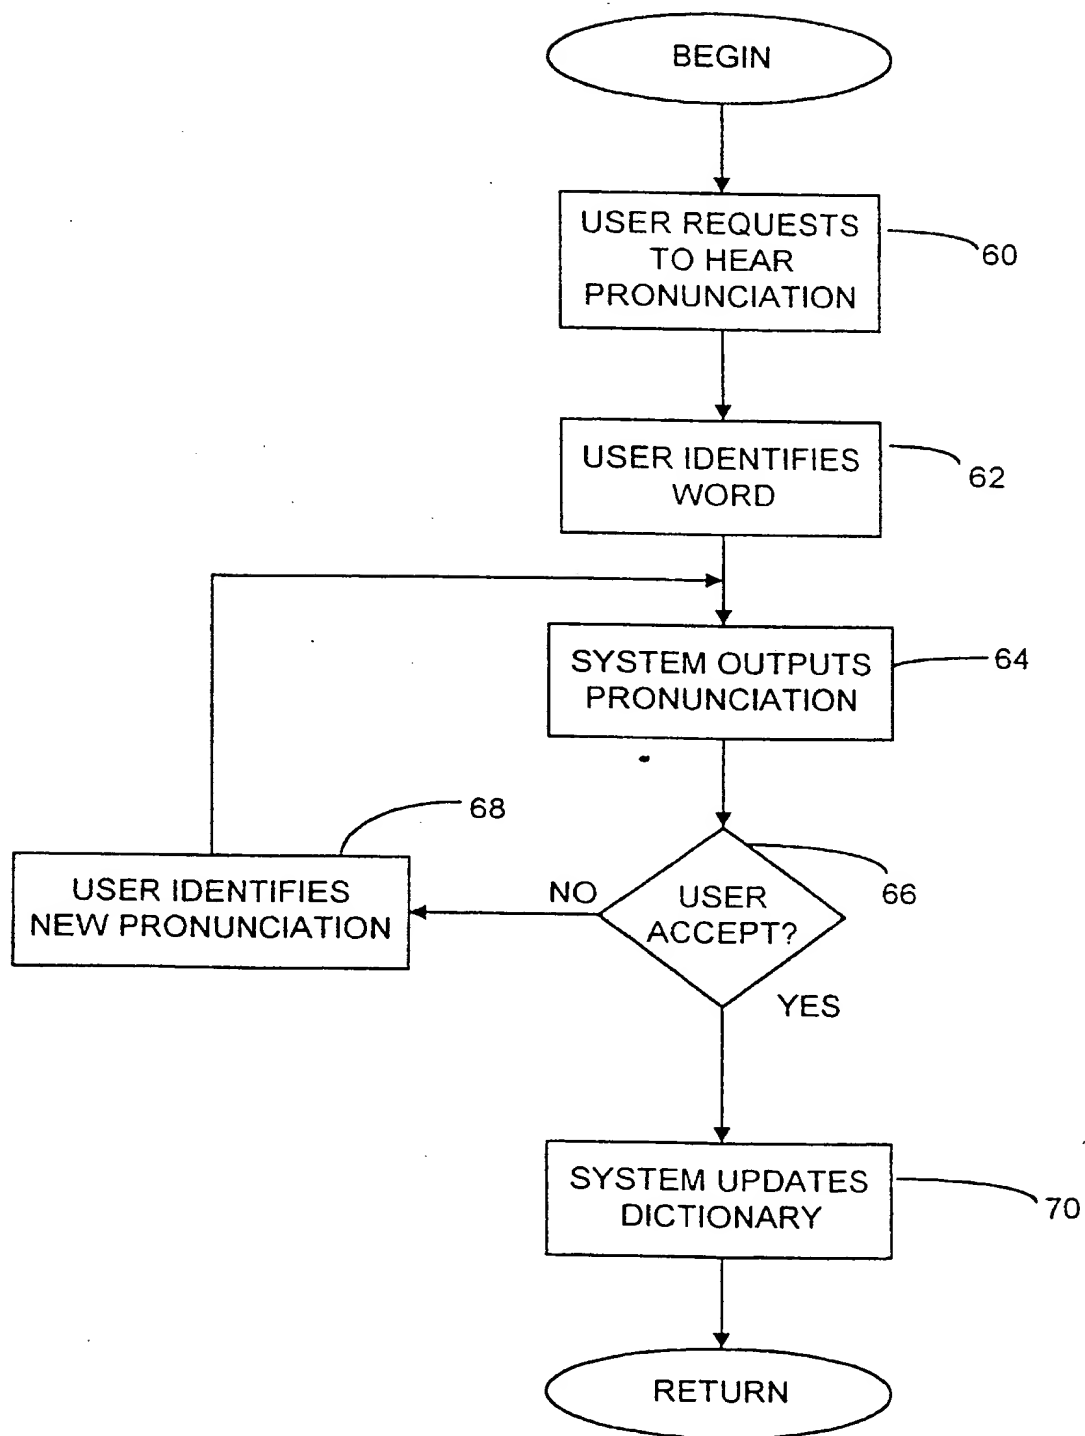 BEGIN
USER REQUESTS
TO HEAR
PRONUNCIATION
60
USER IDENTIFIES
WORD
62
SYSTEM OUTPUTS
PRONUNCIATION
64
68
USER IDENTIFIES
NEW PRONUNCIATION
NO
USER
ACCEPT?
66
YES
SYSTEM UPDATES
DICTIONARY
70
RETURN